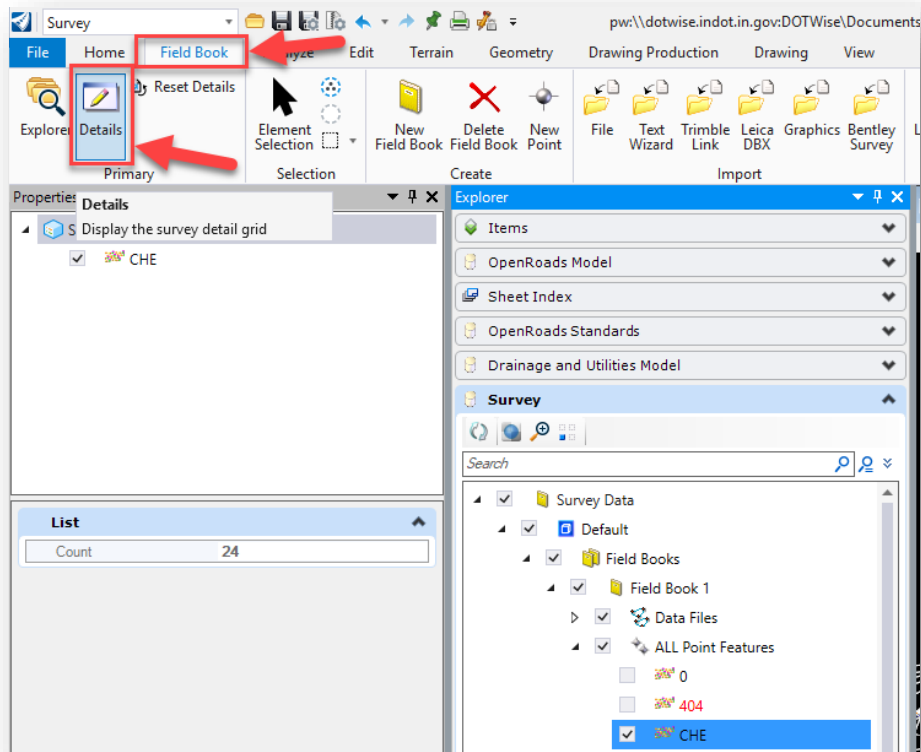 Survey
pw:\\dotwise.indot.in.gov:DOTWise\Documents
File Home Field Book Edit Terrain Geometry Drawing Production Drawing View
Reset Details
Explorer Details Element Selection New Field Book Delete Field Book New Point File Text Wizard Trimble Link Leica DBX Graphics Bentley Survey
Primary Selection Create Import
Properties Explorer
Details
Display the survey detail grid
CHE
Items
OpenRoads Model
Sheet Index
OpenRoads Standards
Drainage and Utilities Model
Survey
Search
List
Count 24
Survey Data
Default
Field Books
Field Book 1
Data Files
ALL Point Features
0
404
CHE